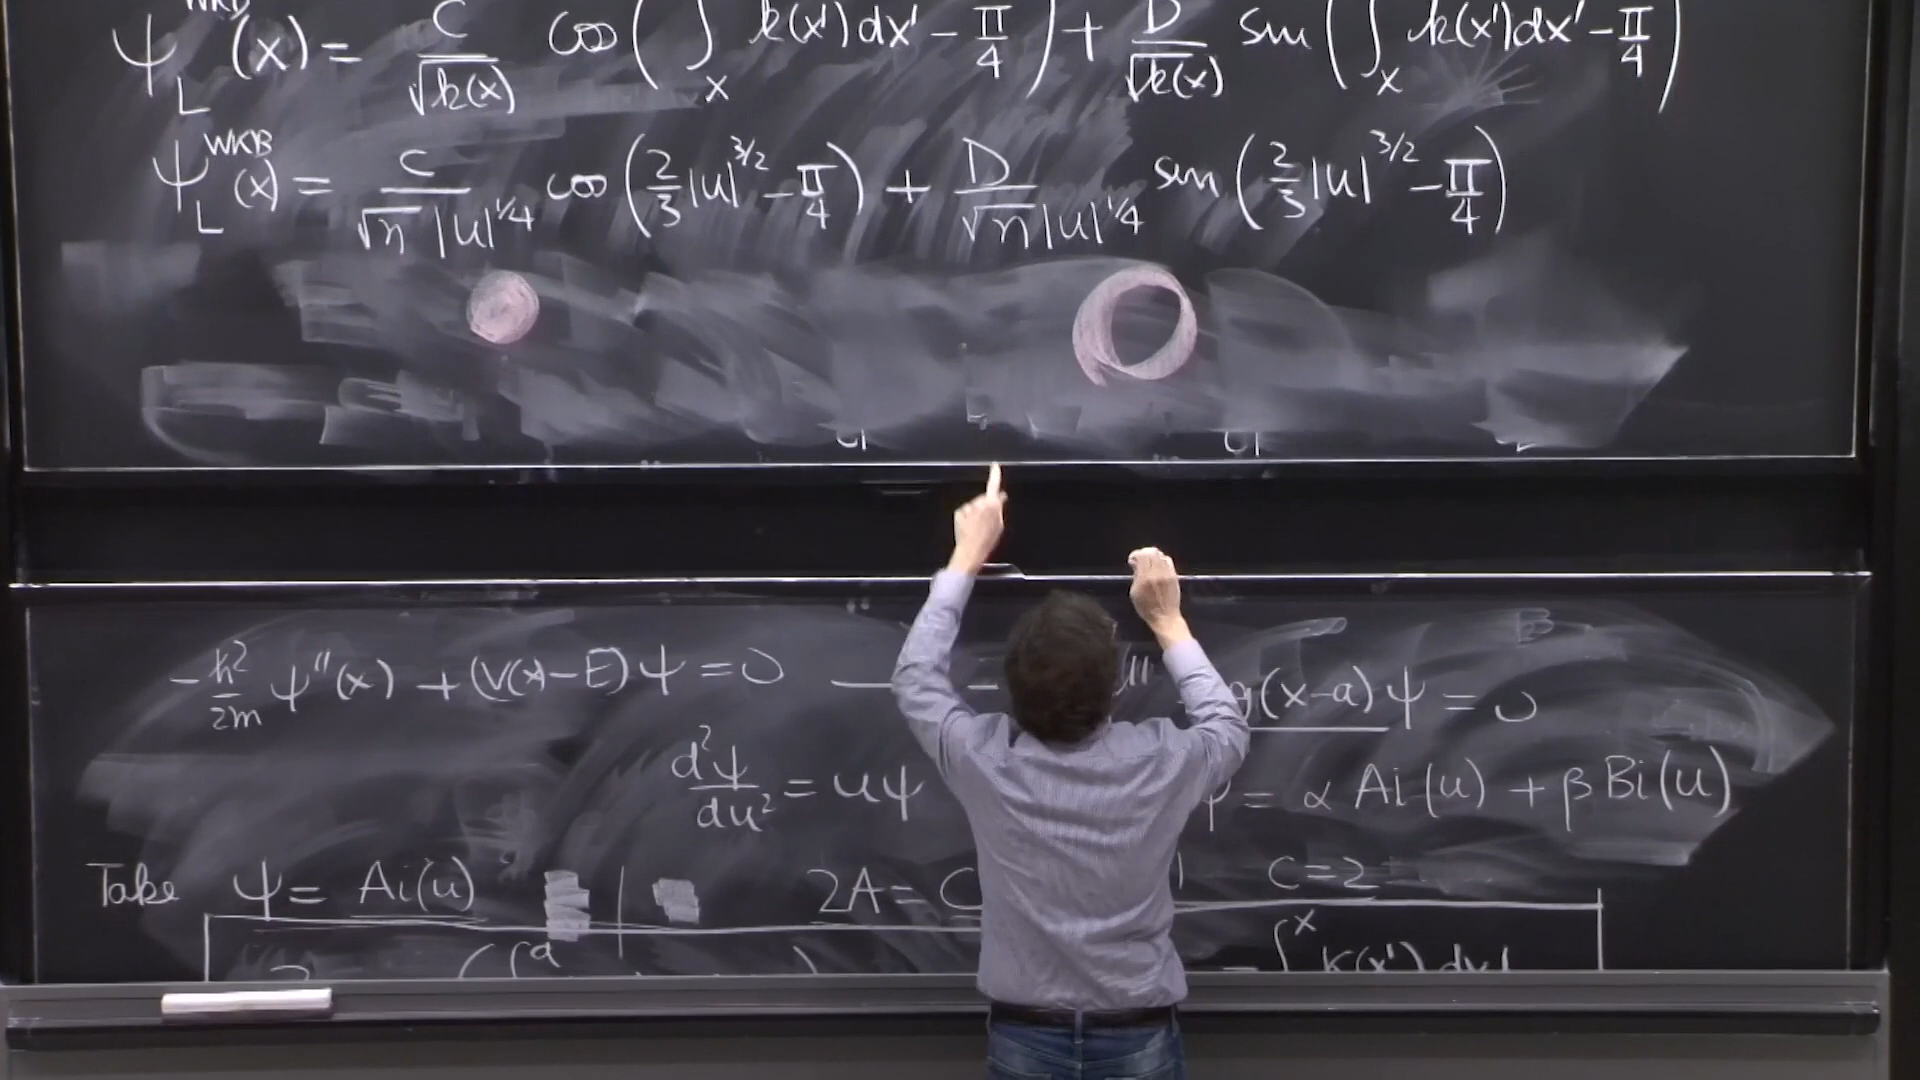 ψ_L^WKB(x) = C/√k(x) cos(∫_x k(x')dx' - π/4) + D/√k(x) sin(∫_x k(x')dx' - π/4)
ψ_L^WKB(x) = C/(√η |u|^1/4) cos(2/3 |u|^3/2 - π/4) + D/(√η |u|^1/4) sin(2/3 |u|^3/2 - π/4)
-ħ²/2m ψ''(x) + (V(x)-E)ψ = 0 g(x-a)ψ = 0
d²ψ/du² = uψ ψ = α Ai(u) + β Bi(u)
Take ψ = Ai(u) 2A = C C=2
∫^a ∫^x K(x') dx'